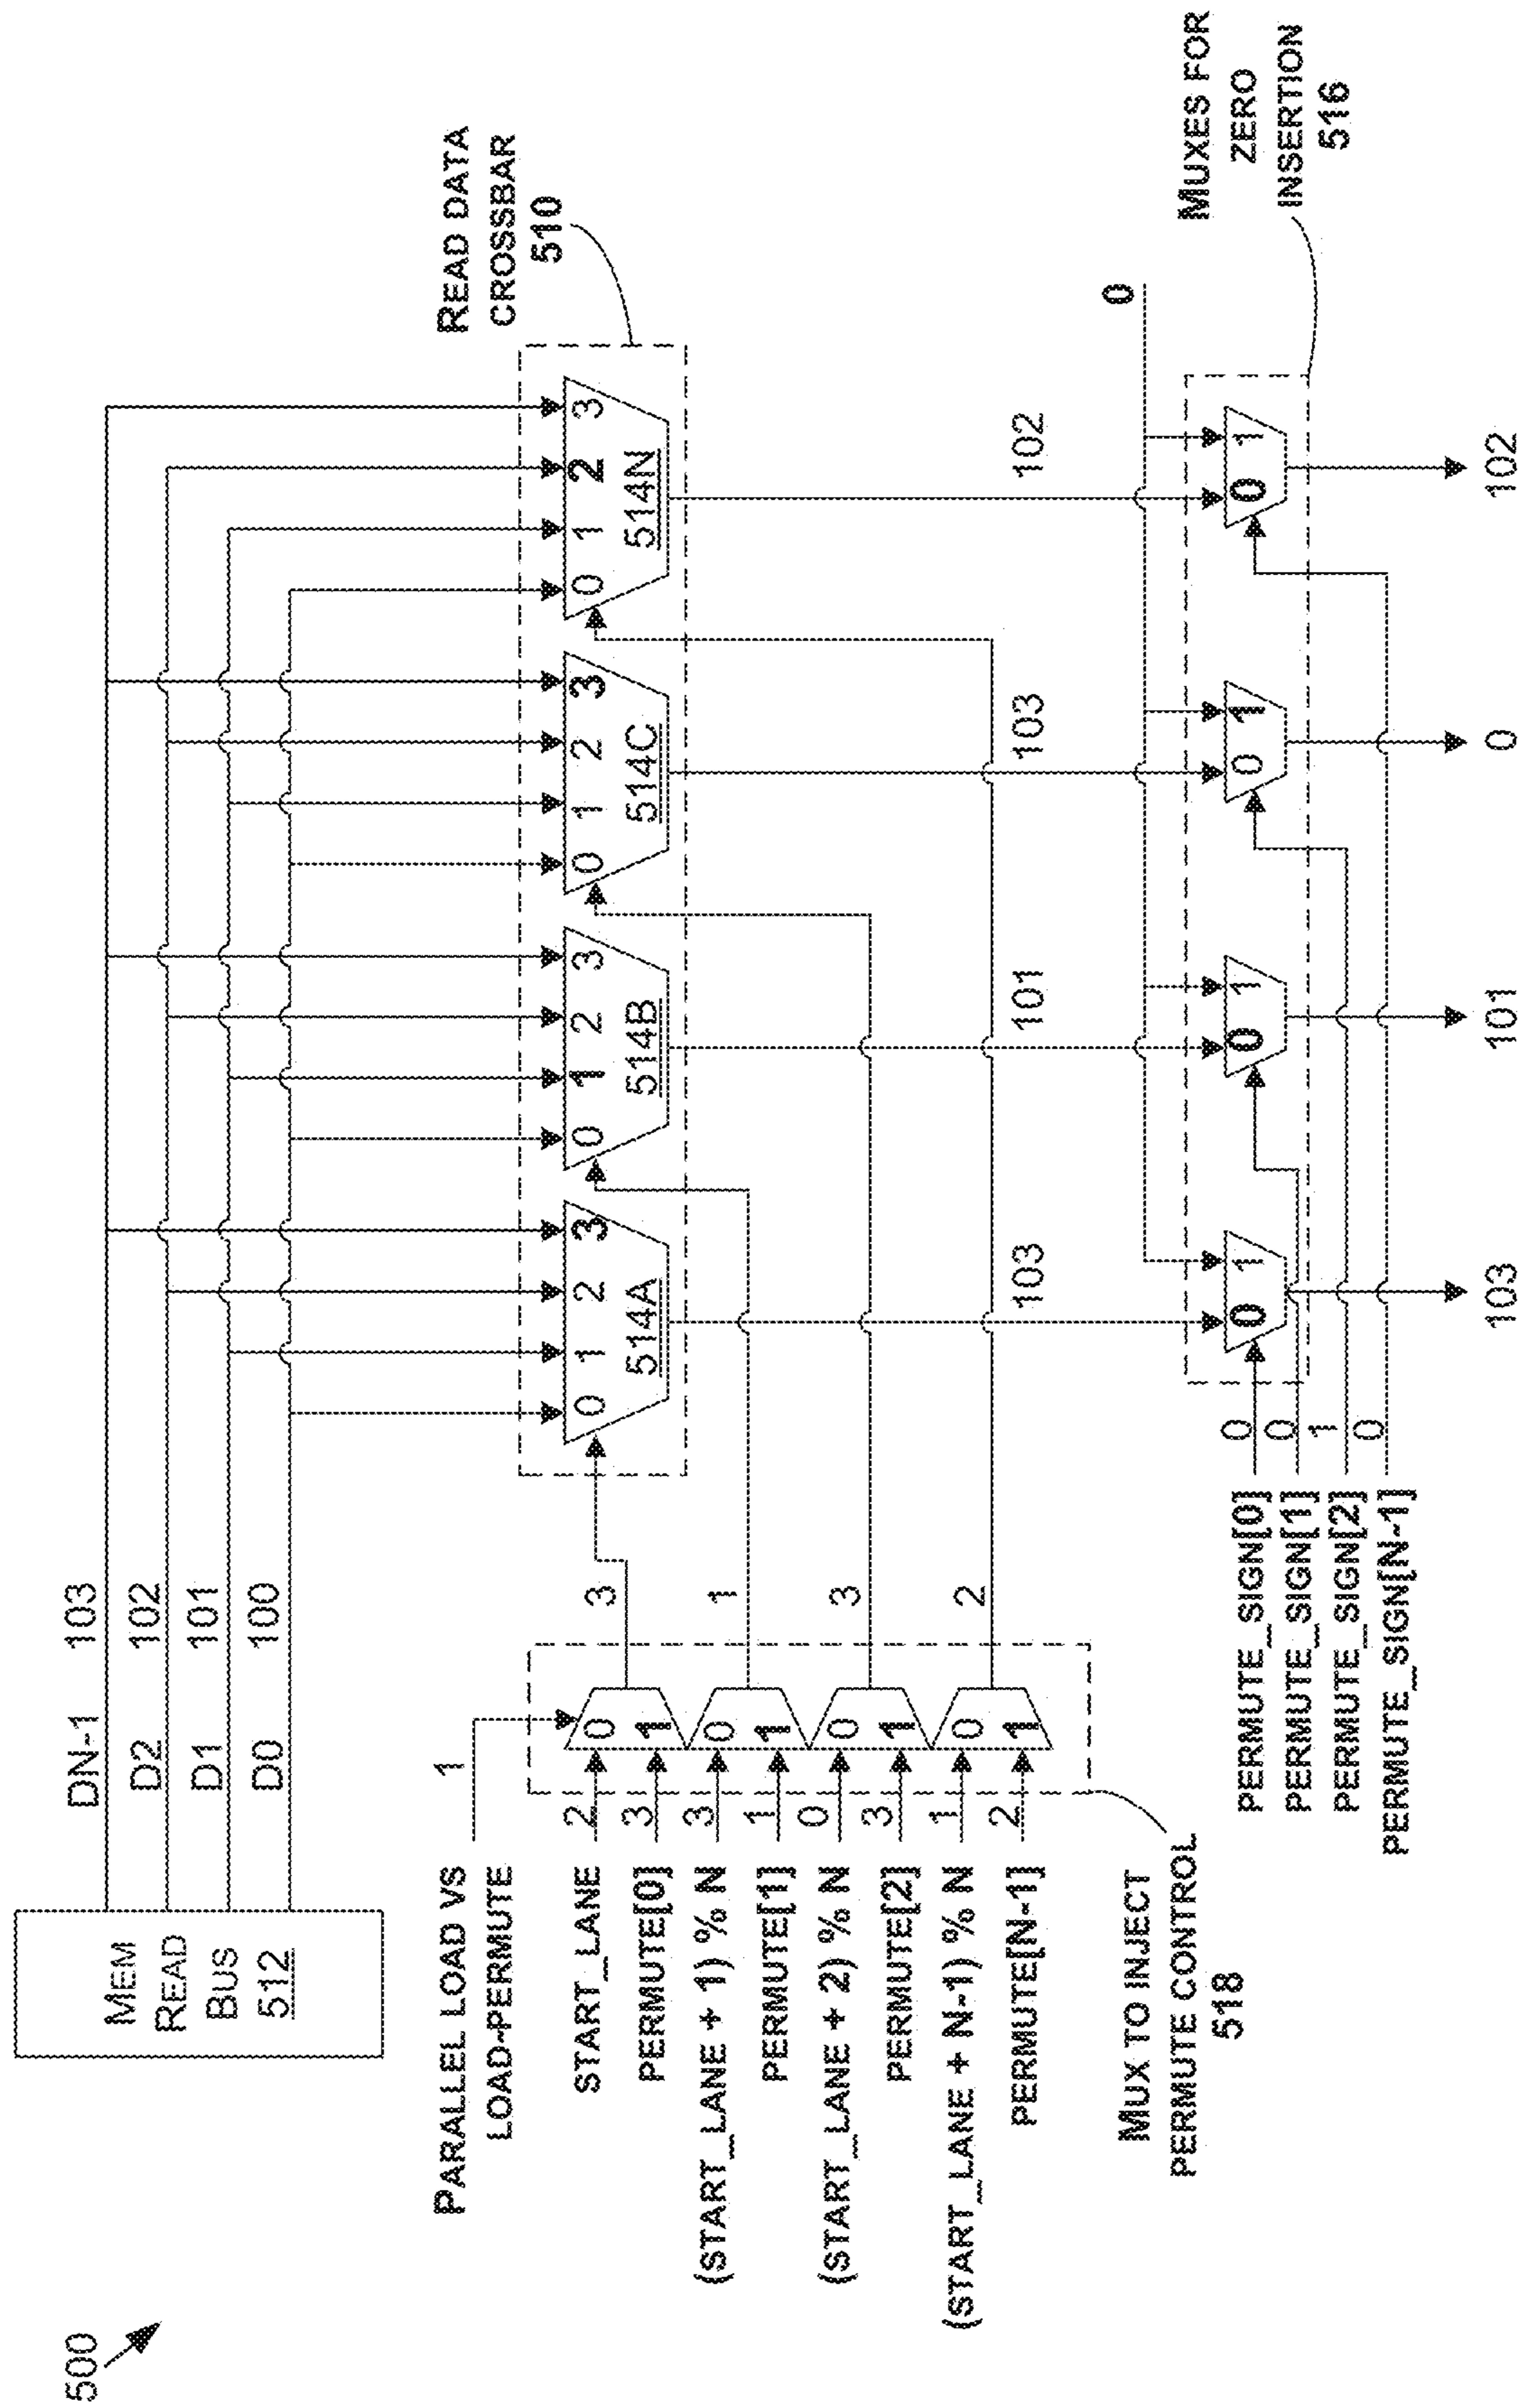 500
MEM
READ
BUS
512
DN-1 103
D2 102
D1 101
D0 100
READ DATA
CROSSBAR
510
0 1 2 3
514A
0 1 2 3
514B
0 1 2 3
514C
0 1 2 3
514N
PARALLEL LOAD VS
LOAD-PERMUTE
1
START_LANE 2
PERMUTE[0] 3
(START_LANE + 1) % N 3
PERMUTE[1] 1
(START_LANE + 2) % N 0
PERMUTE[2] 3
(START_LANE + N-1) % N 1
PERMUTE[N-1] 2
0
1
0
1
0
1
0
1
3
1
3
2
MUX TO INJECT
PERMUTE CONTROL
518
103
101
103
102
0
MUXES FOR
ZERO
INSERTION
516
0 1
0 1
0 1
0 1
PERMUTE_SIGN[0] 0
PERMUTE_SIGN[1] 0
PERMUTE_SIGN[2] 1
PERMUTE_SIGN[N-1] 0
103
101
0
102